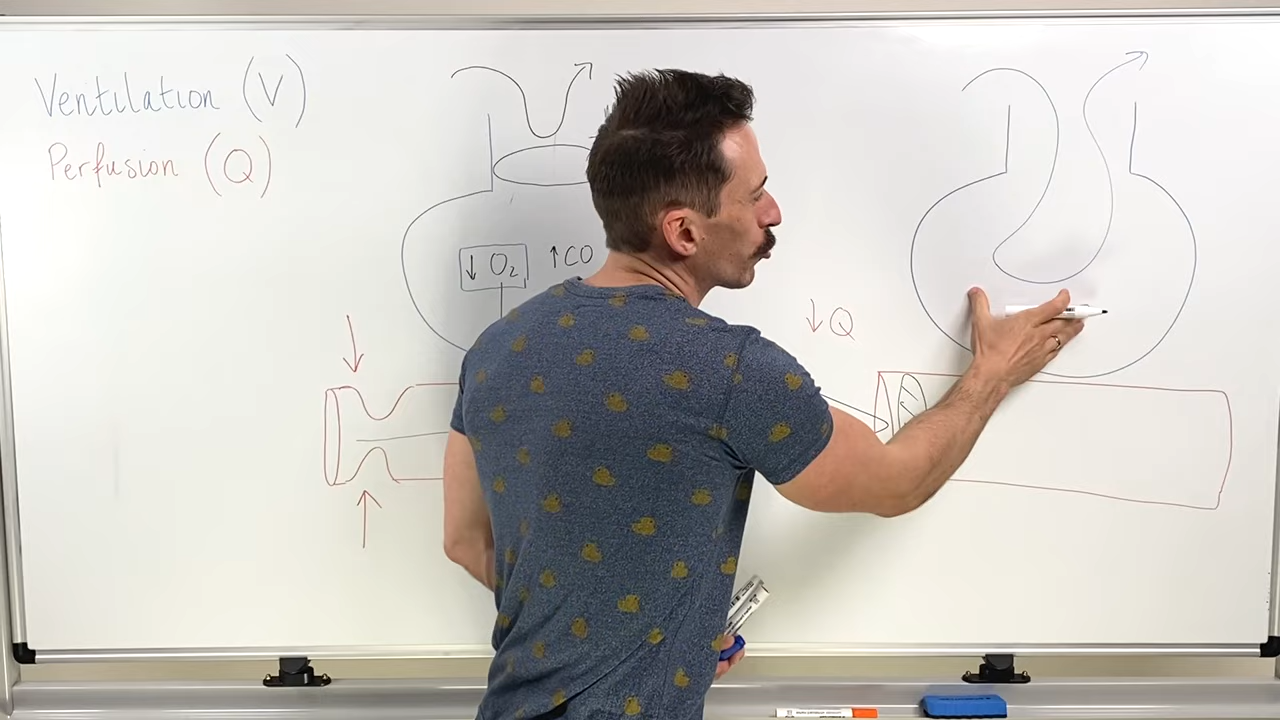 Ventilation (V)
Perfusion (Q)
↓ O₂
↑ CO
↓ Q